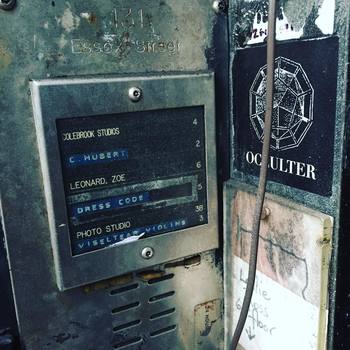 131
Essex Street
COLEBROOK STUDIOS 4
C. HUBERT 2
LEONARD, ZOE 6
DRESS CODE 5
PHOTO STUDIO 3B
VISELTEAR VIOLINS 3
OCCULTER